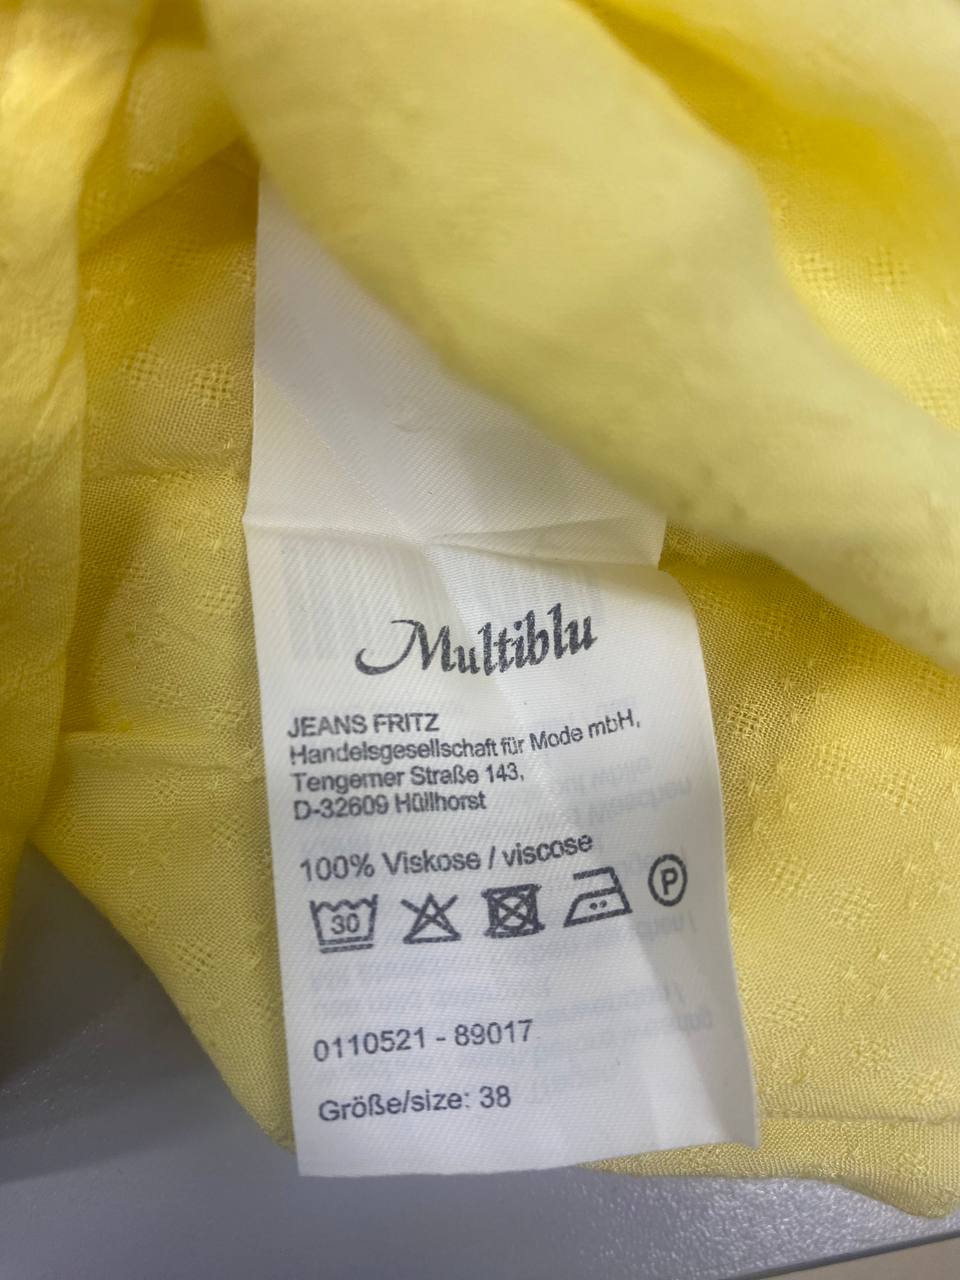 Multiblu
JEANS FRITZ
Handelsgesellschaft für Mode mbH,
Tengerner Straße 143,
D-32609 Hüllhorst
100% Viskose / viscose
30 P
0110521 - 89017
Größe/size: 38